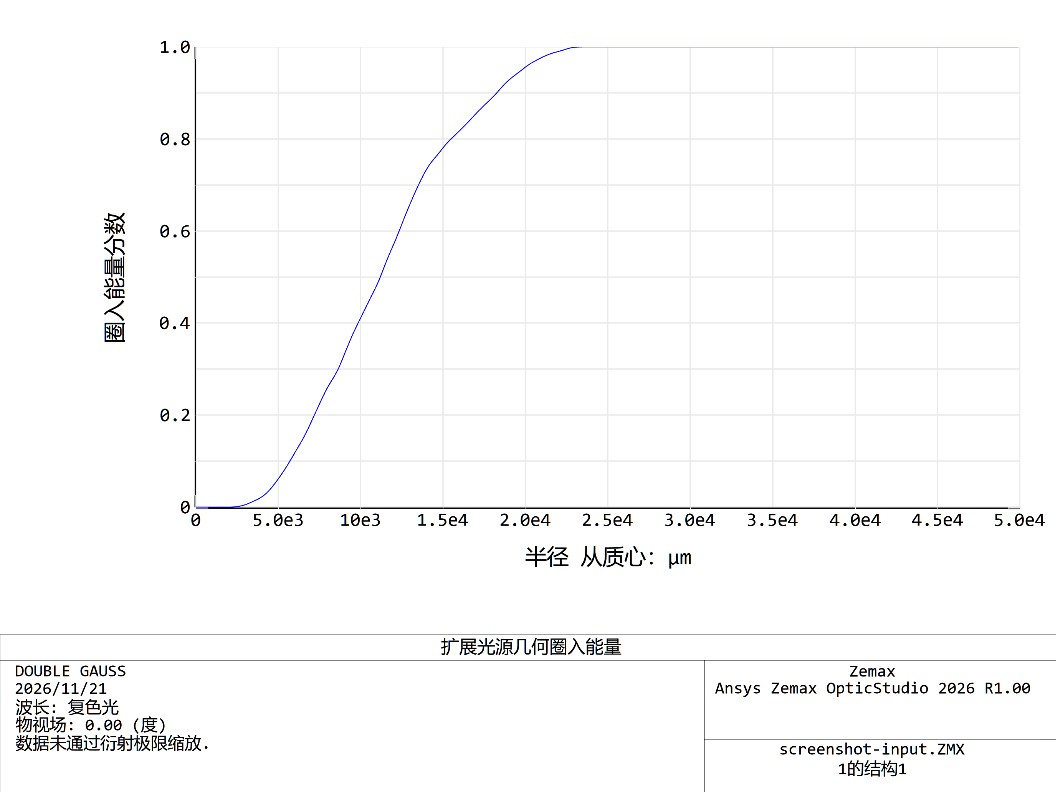 1.0
0.8
0.6
0.4
0.2
0
圈入能量分数
0 5.0e3 10e3 1.5e4 2.0e4 2.5e4 3.0e4 3.5e4 4.0e4 4.5e4 5.0e4
半径 从质心: µm
扩展光源几何圈入能量
DOUBLE GAUSS
2026/11/21
波长: 复色光
物视场: 0.00 (度)
数据未通过衍射极限缩放.
Zemax
Ansys Zemax OpticStudio 2026 R1.00
screenshot-input.ZMX
1的结构1